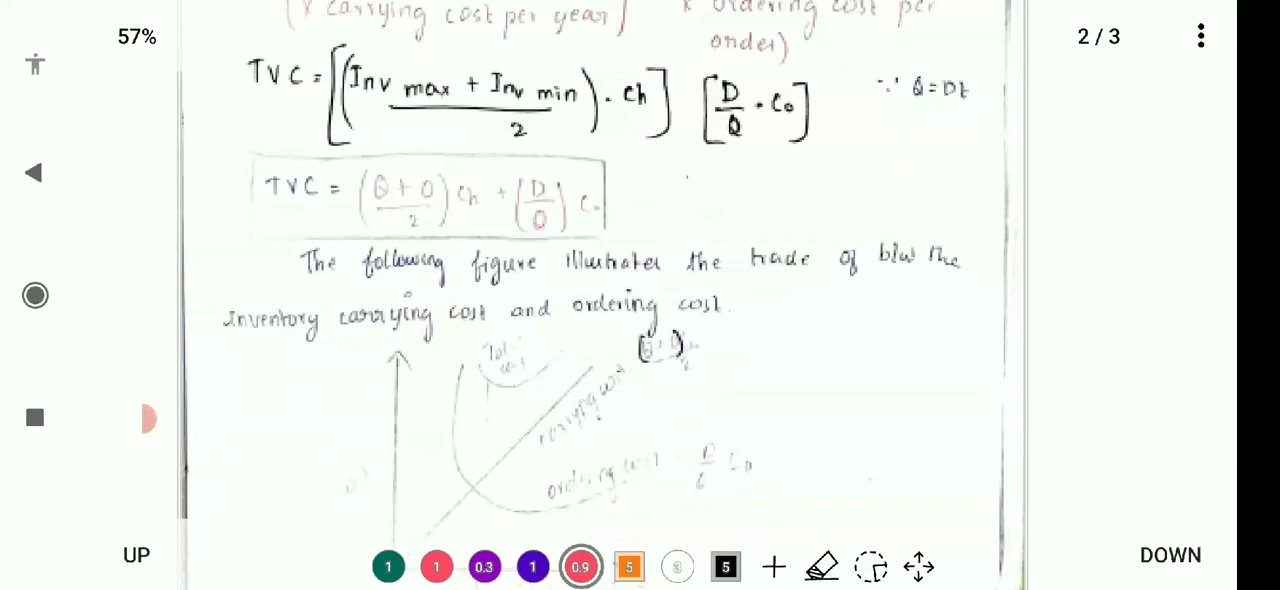 57%
2 / 3
(x carrying cost per year) x ordering cost per
order)
TVC = [(Inv max + Inv min / 2) . Ch] [D/Q . Co] ∵ Q = Dt
TVC = (Q + 0 / 2) Ch + (D/Q) Co
The following figure illustrates the trade of b/w the
inventory carrying cost and ordering cost.
carrying cost
ordering cost D/Q Co
UP
DOWN
1 1 0.3 1 0.9 5 3 5